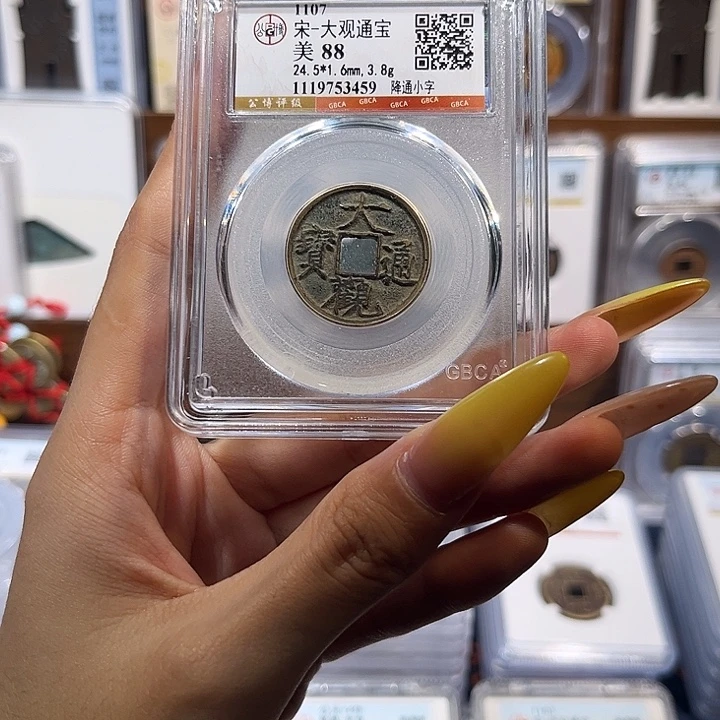 1107
宋-大观通宝
美 88
24.5*1.6mm,3.8g
1119753459 降通小字
公博评级 GBCA GBCA GBCA GBCA
大
寶 通
觀
GBCA